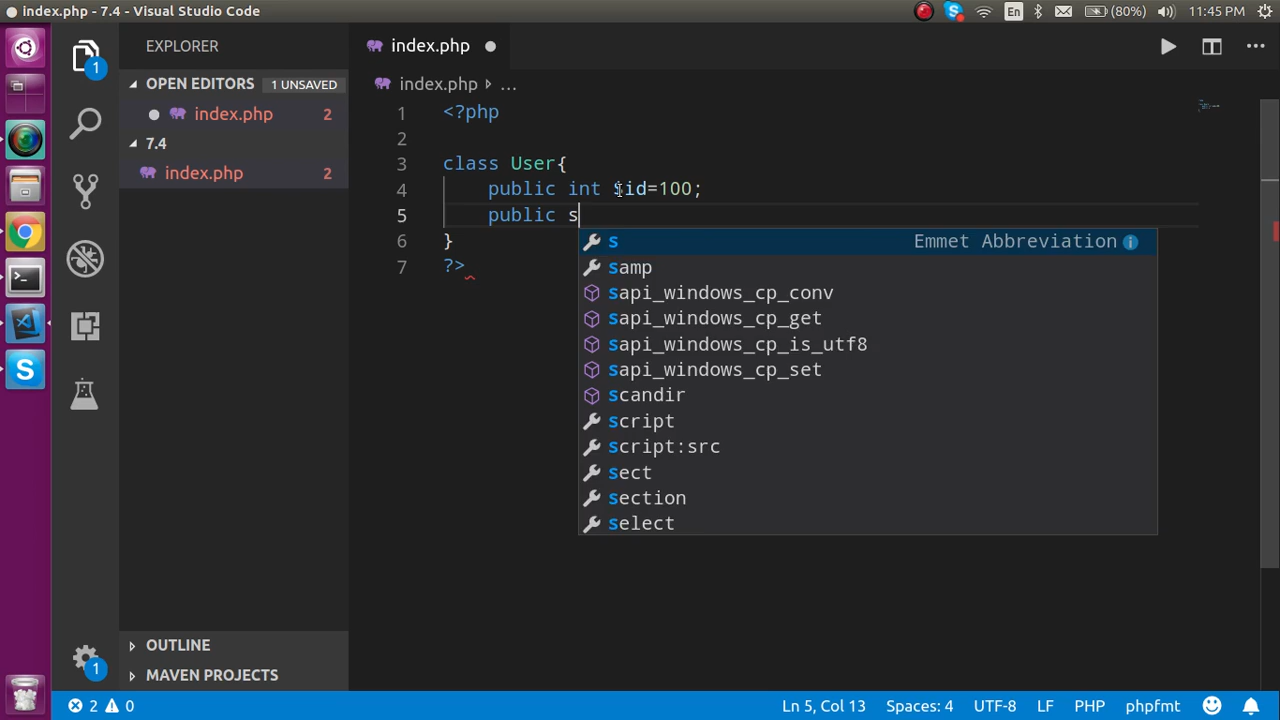 index.php - 7.4 - Visual Studio Code
En
(80%)
11:45 PM
1
EXPLORER
OPEN EDITORS 1 UNSAVED
index.php 2
7.4
index.php 2
OUTLINE
MAVEN PROJECTS
1
index.php
index.php ...
1 <?php
2
3 class User{
4 public int $id=100;
5 public s
6 }
7 ?>
s Emmet Abbreviation
samp
sapi_windows_cp_conv
sapi_windows_cp_get
sapi_windows_cp_is_utf8
sapi_windows_cp_set
scandir
script
script:src
sect
section
select
2 0 Ln 5, Col 13 Spaces: 4 UTF-8 LF PHP phpfmt